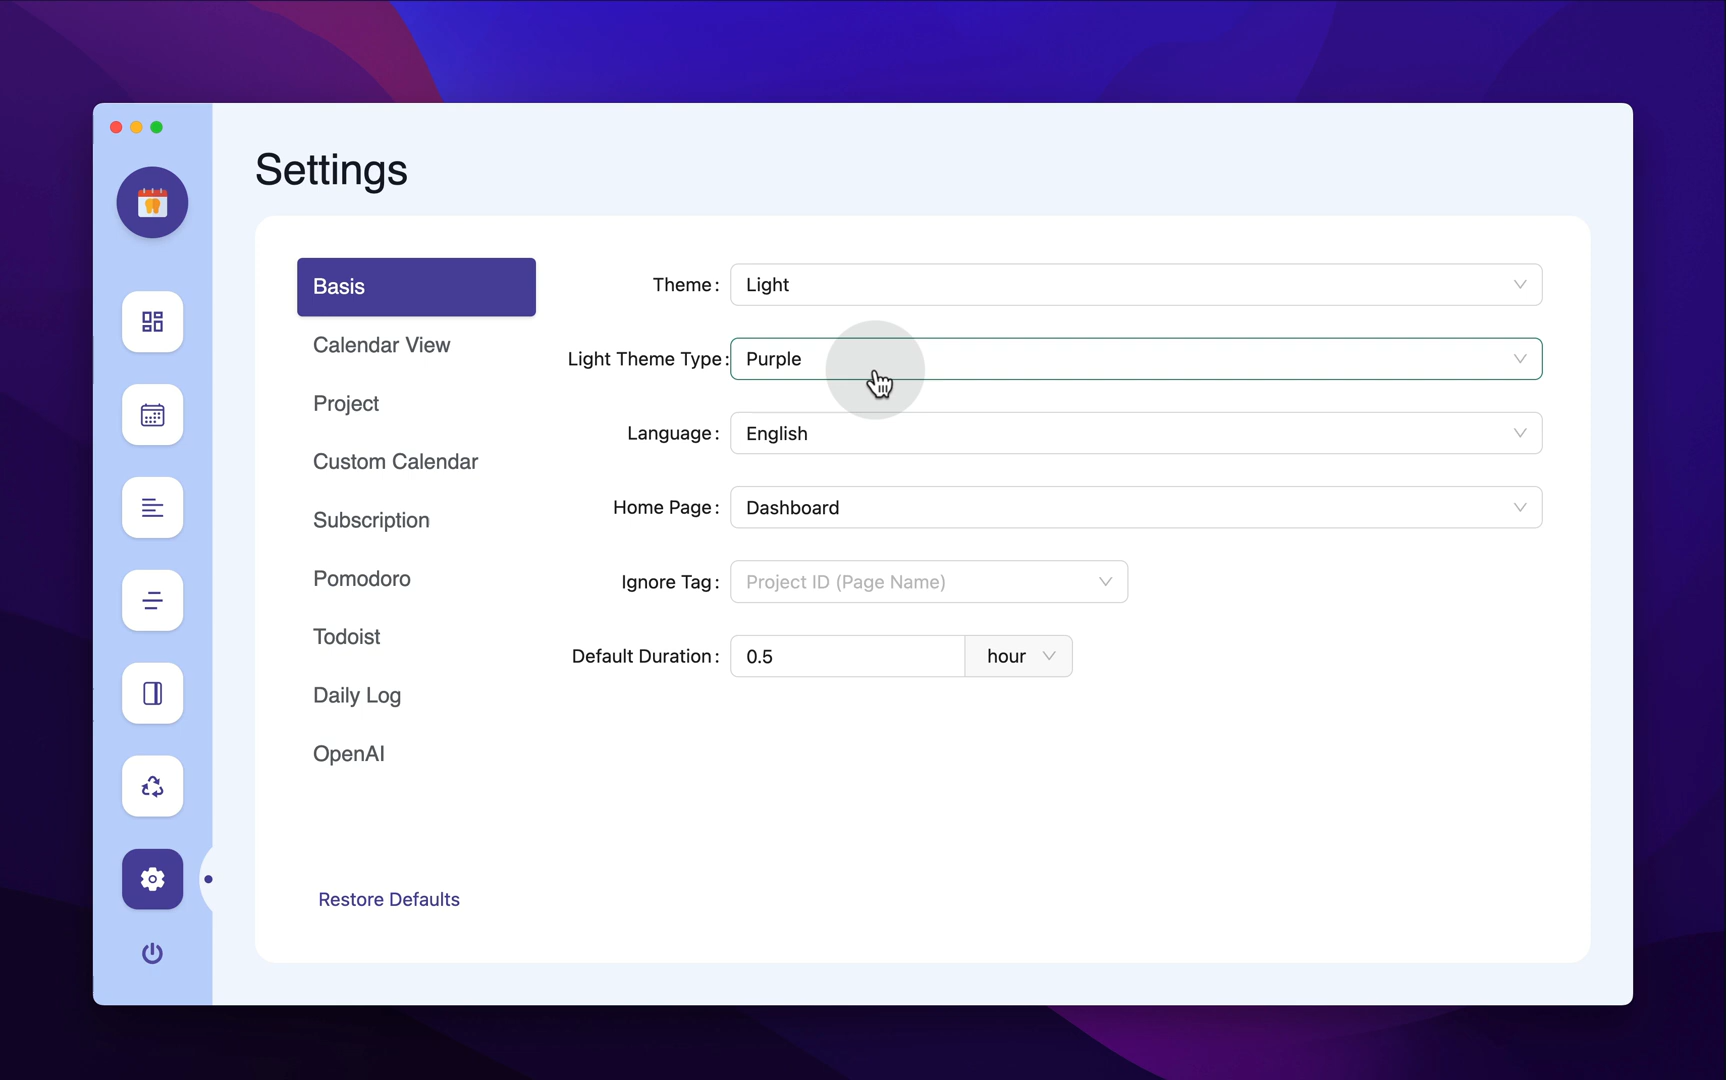 Settings
Basis
Calendar View
Project
Custom Calendar
Subscription
Pomodoro
Todoist
Daily Log
OpenAI
Restore Defaults
Theme: Light
Light Theme Type: Purple
Language: English
Home Page: Dashboard
Ignore Tag: Project ID (Page Name)
Default Duration: 0.5 hour